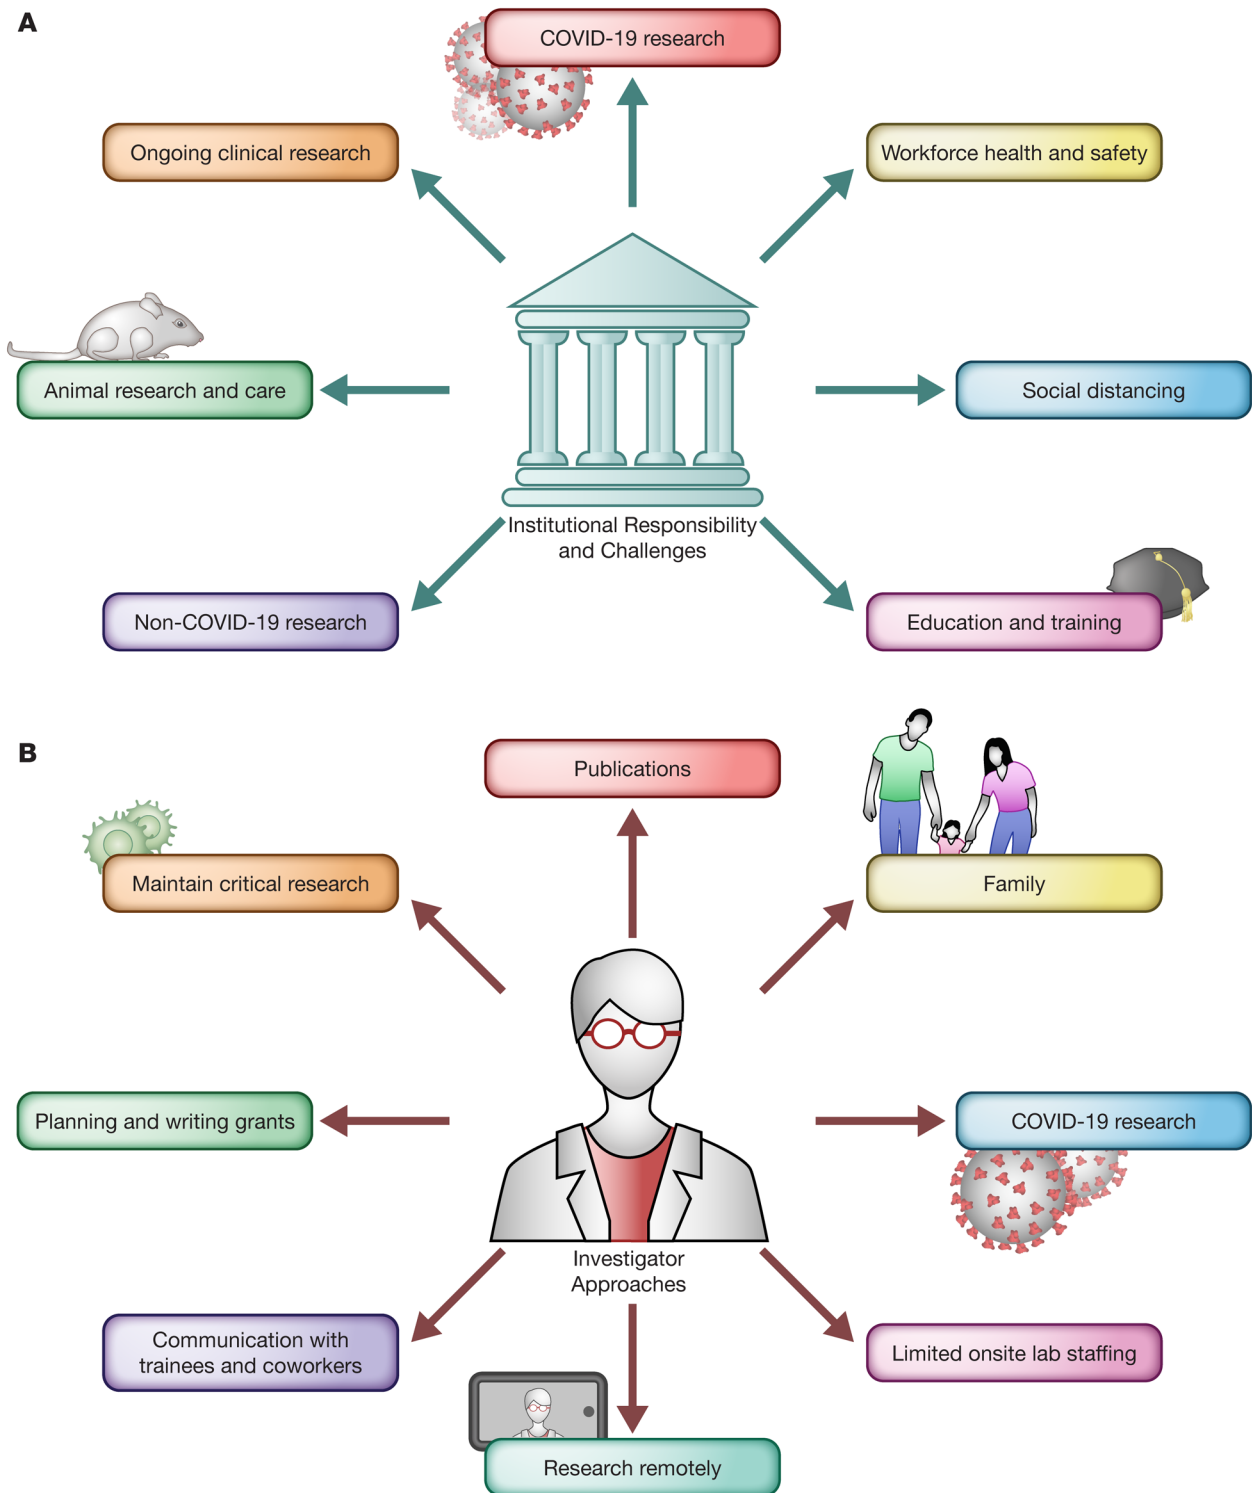 A
COVID-19 research
Ongoing clinical research
Workforce health and safety
Animal research and care
Social distancing
Institutional Responsibility
and Challenges
Non-COVID-19 research
Education and training
B
Publications
Maintain critical research
Family
Planning and writing grants
COVID-19 research
Investigator
Approaches
Communication with
trainees and coworkers
Limited onsite lab staffing
Research remotely